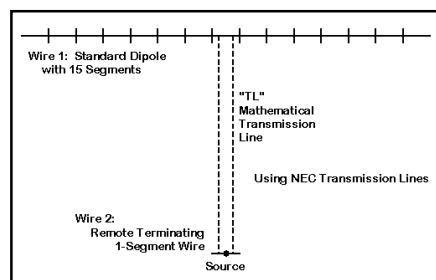 Wire 1:  Standard Dipole
with 15 Segments
"TL"
Mathematical
Transmission
Line
Using NEC Transmission Lines
Wire 2:
Remote Terminating
1-Segment Wire
Source